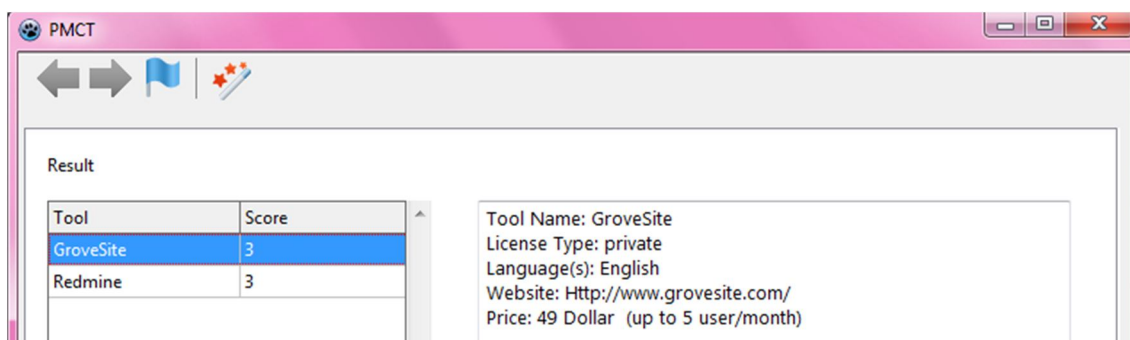 PMCT
Result
Tool Score
GroveSite 3
Redmine 3
Tool Name: GroveSite
License Type: private
Language(s): English
Website: Http://www.grovesite.com/
Price: 49 Dollar (up to 5 user/month)